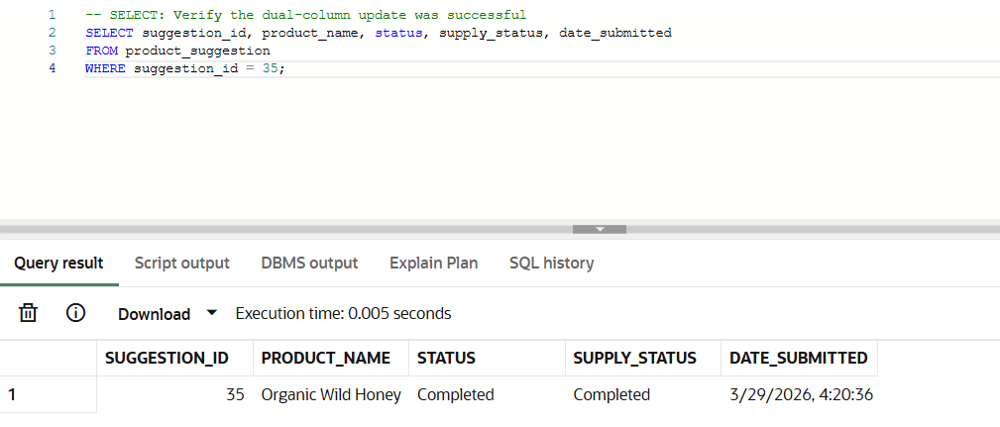 1 -- SELECT: Verify the dual-column update was successful
2 SELECT suggestion_id, product_name, status, supply_status, date_submitted
3 FROM product_suggestion
4 WHERE suggestion_id = 35;
Query result Script output DBMS output Explain Plan SQL history
Download Execution time: 0.005 seconds
SUGGESTION_ID PRODUCT_NAME STATUS SUPPLY_STATUS DATE_SUBMITTED
1 35 Organic Wild Honey Completed Completed 3/29/2026, 4:20:36